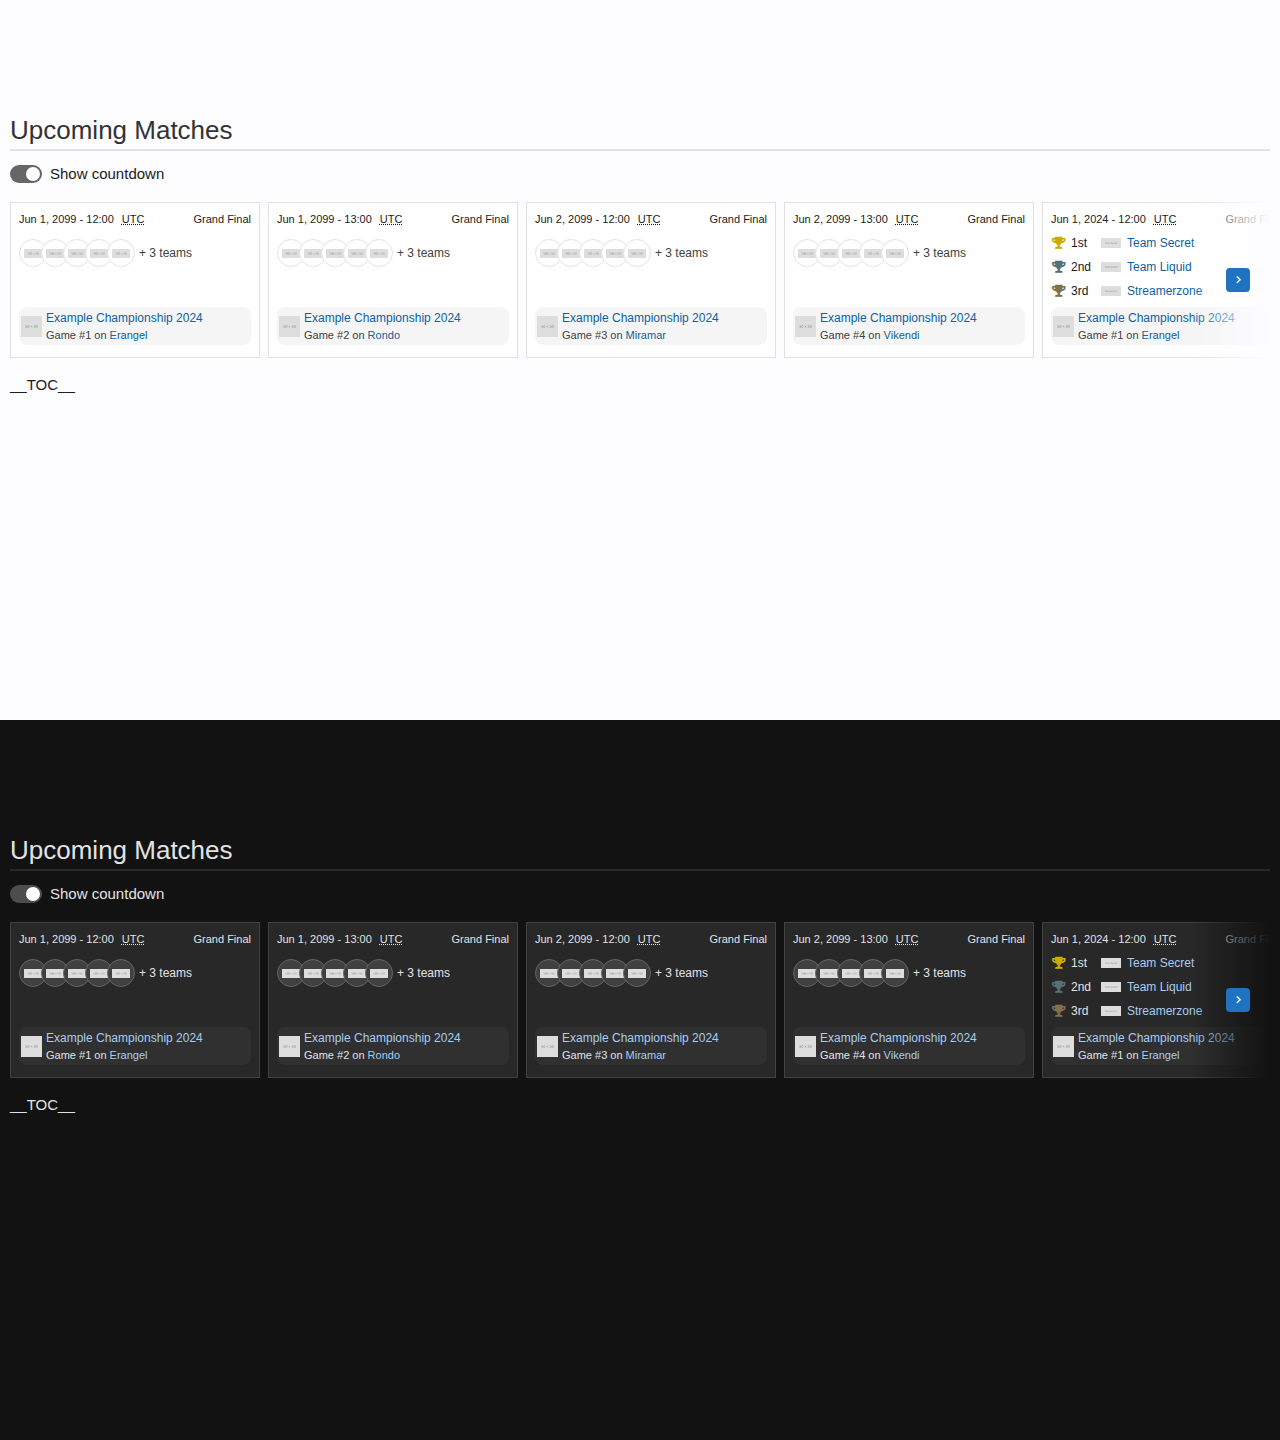 Upcoming Matches
Show countdown
Jun 1, 2099 - 12:00 UTC Grand Final
+ 3 teams
Example Championship 2024
Game #1 on Erangel
Jun 1, 2099 - 13:00 UTC Grand Final
+ 3 teams
Example Championship 2024
Game #2 on Rondo
Jun 2, 2099 - 12:00 UTC Grand Final
+ 3 teams
Example Championship 2024
Game #3 on Miramar
Jun 2, 2099 - 13:00 UTC Grand Final
+ 3 teams
Example Championship 2024
Game #4 on Vikendi
Jun 1, 2024 - 12:00 UTC Grand
1st Team Secret
2nd Team Liquid
3rd Streamerzone
Example Championship 2024
Game #1 on Erangel
__TOC__
Upcoming Matches
Show countdown
Jun 1, 2099 - 12:00 UTC Grand Final
+ 3 teams
Example Championship 2024
Game #1 on Erangel
Jun 1, 2099 - 13:00 UTC Grand Final
+ 3 teams
Example Championship 2024
Game #2 on Rondo
Jun 2, 2099 - 12:00 UTC Grand Final
+ 3 teams
Example Championship 2024
Game #3 on Miramar
Jun 2, 2099 - 13:00 UTC Grand Final
+ 3 teams
Example Championship 2024
Game #4 on Vikendi
Jun 1, 2024 - 12:00 UTC Grand
1st Team Secret
2nd Team Liquid
3rd Streamerzone
Example Championship 2024
Game #1 on Erangel
__TOC__